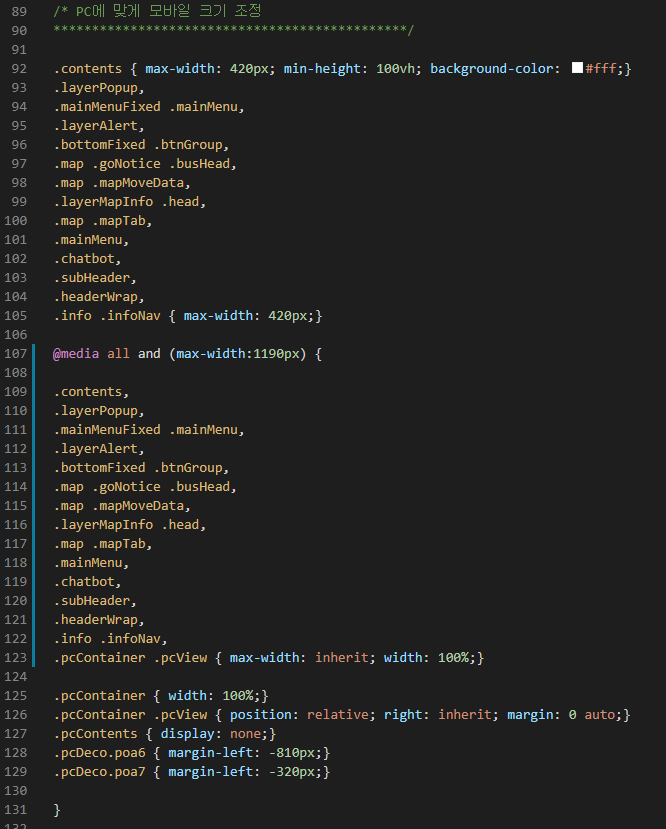 89 /* PC에 맞게 모바일 크기 조정
90 **********************************************/
91
92 .contents { max-width: 420px; min-height: 100vh; background-color: #fff;}
93 .layerPopup,
94 .mainMenuFixed .mainMenu,
95 .layerAlert,
96 .bottomFixed .btnGroup,
97 .map .goNotice .busHead,
98 .map .mapMoveData,
99 .layerMapInfo .head,
100 .map .mapTab,
101 .mainMenu,
102 .chatbot,
103 .subHeader,
104 .headerWrap,
105 .info .infoNav { max-width: 420px;}
106
107 @media all and (max-width:1190px) {
108
109 .contents,
110 .layerPopup,
111 .mainMenuFixed .mainMenu,
112 .layerAlert,
113 .bottomFixed .btnGroup,
114 .map .goNotice .busHead,
115 .map .mapMoveData,
116 .layerMapInfo .head,
117 .map .mapTab,
118 .mainMenu,
119 .chatbot,
120 .subHeader,
121 .headerWrap,
122 .info .infoNav,
123 .pcContainer .pcView { max-width: inherit; width: 100%;}
124
125 .pcContainer { width: 100%;}
126 .pcContainer .pcView { position: relative; right: inherit; margin: 0 auto;}
127 .pcContents { display: none;}
128 .pcDeco.poa6 { margin-left: -810px;}
129 .pcDeco.poa7 { margin-left: -320px;}
130
131 }
132